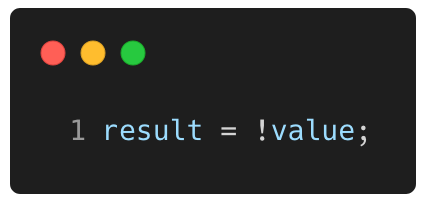 1 result = !value;